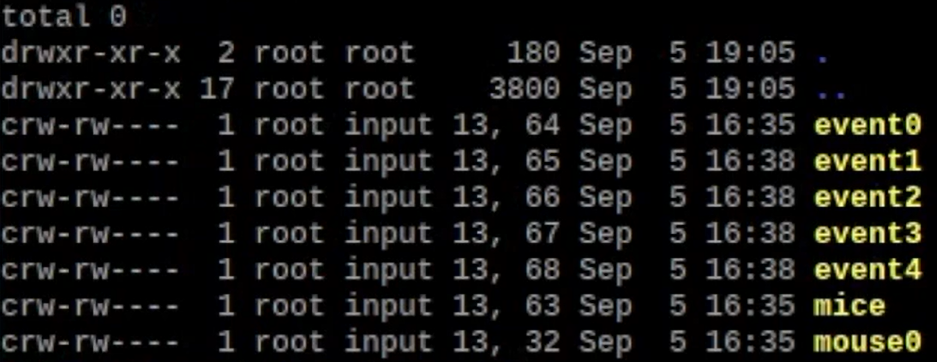 total 0
drwxr-xr-x  2 root root     180 Sep  5 19:05 .
drwxr-xr-x 17 root root    3800 Sep  5 19:05 ..
crw-rw----  1 root input 13, 64 Sep  5 16:35 event0
crw-rw----  1 root input 13, 65 Sep  5 16:38 event1
crw-rw----  1 root input 13, 66 Sep  5 16:38 event2
crw-rw----  1 root input 13, 67 Sep  5 16:38 event3
crw-rw----  1 root input 13, 68 Sep  5 16:38 event4
crw-rw----  1 root input 13, 63 Sep  5 16:35 mice
crw-rw----  1 root input 13, 32 Sep  5 16:35 mouse0